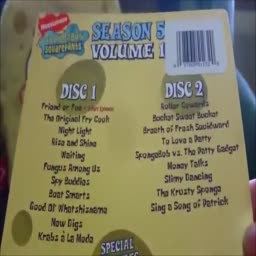 nickelodeon
SpongeBob
SQUAREPANTS
SEASON 5
VOLUME 1
DISC 1
Friend or Foe
The Original Fry Cook
Night Light
Rise and Shine
Waiting
Fungus Among Us
Spy Buddies
Boat Smarts
Good Ol' Whatshisname
New Digs
Krabs a La Mode
DISC 2
Roller Cowards
Bucket Sweet Bucket
Breath of Fresh Squidward
To Love a Patty
SpongeBob vs. The Patty Gadget
Money Talks
Slimy Dancing
The Krusty Sponge
Sing a Song of Patrick
SPECIAL